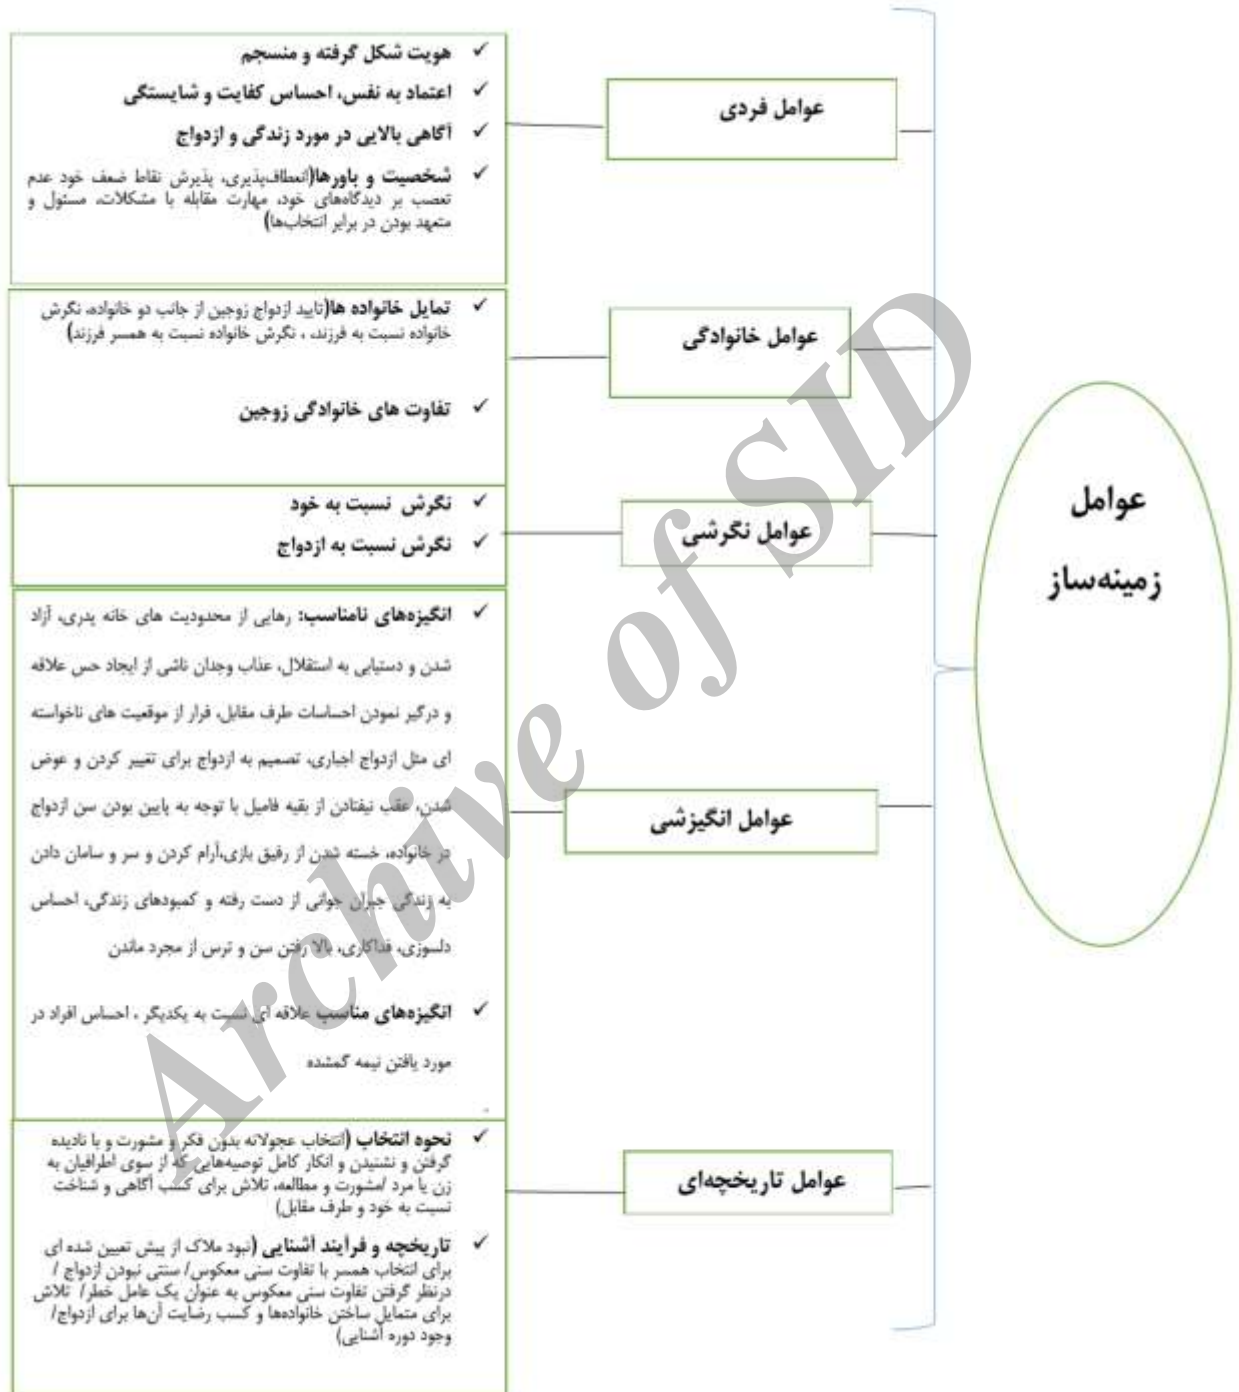 عوامل
زمینه‌ساز
عوامل فردی
هویت شکل گرفته و منسجم
اعتماد به نفس، احساس کفایت و شایستگی
آگاهی بالایی در مورد زندگی و ازدواج
شخصیت و باورها(انعطاف‌پذیری، پذیرش نقاط ضعف خود عدم
تعصب بر دیدگاه‌های خود، مهارت مقابله با مشکلات، مسئول و
متعهد بودن در برابر انتخاب‌ها)
عوامل خانوادگی
تمایل خانواده ها(تایید ازدواج زوجین از جانب دو خانواده، نگرش
خانواده نسبت به فرزند، ، نگرش خانواده نسبت به همسر فرزند)
تفاوت های خانوادگی زوجین
عوامل نگرشی
نگرش نسبت به خود
نگرش نسبت به ازدواج
عوامل انگیزشی
انگیزه‌های نامناسب: رهایی از محدودیت های خانه پدری، آزاد
شدن و دستیابی به استقلال، عذاب وجدان ناشی از ایجاد حس علاقه
و درگیر نمودن احساسات طرف مقابل، فرار از موقعیت های ناخواسته
ای مثل ازدواج اجباری، تصمیم به ازدواج برای تغییر کردن و عوض
شدن، عقب نیفتادن از بقیه فامیل با توجه به پایین بودن سن ازدواج
در خانواده، خسته شدن از رفیق بازی،آرام کردن و سر و سامان دادن
به زندگی جبران جوانی از دست رفته و کمبودهای زندگی، احساس
دلسوزی، فداکاری، بالا رفتن سن و ترس از مجرد ماندن
انگیزه‌های مناسب علاقه ای نسبت به یکدیگر ، احساس افراد در
مورد یافتن نیمه گمشده
عوامل تاریخچه‌ای
نحوه انتخاب (انتخاب عجولانه بدون فکر و مشورت و با نادیده
گرفتن و نشنیدن و انکار کامل توصیه‌هایی که از سوی اطرافیان به
زن یا مرد /مشورت و مطالعه، تلاش برای کسب آگاهی و شناخت
نسبت به خود و طرف مقابل)
تاریخچه و فرآیند آشنایی (نبود ملاک از پیش تعیین شده ای
برای انتخاب همسر با تفاوت سنی معکوس/ سنتی نبودن ازدواج /
درنظر گرفتن تفاوت سنی معکوس به عنوان یک عامل خطر/ تلاش
برای متمایل ساختن خانواده‌ها و کسب رضایت آن‌ها برای ازدواج/
وجود دوره آشنایی)
Archive of SID